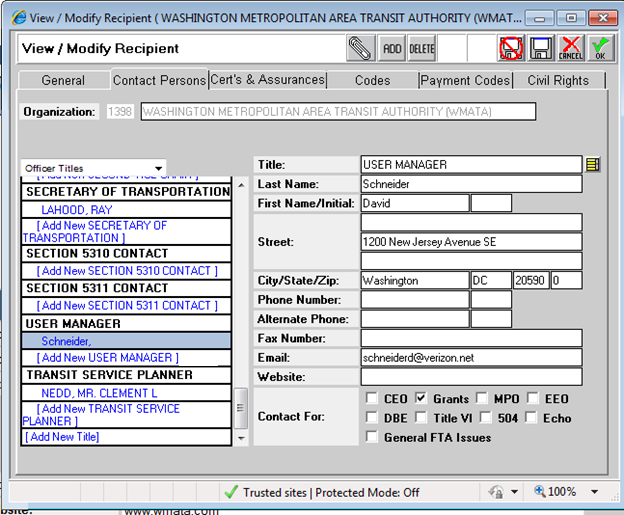 View / Modify Recipient ( WASHINGTON METROPOLITAN AREA TRANSIT AUTHORITY (WMAT...
View / Modify Recipient
ADD DELETE CANCEL OK
General Contact Persons Cert's & Assurances Codes Payment Codes Civil Rights
Organization: 1398 WASHINGTON METROPOLITAN AREA TRANSIT AUTHORITY (WMATA)
Officer Titles
SECRETARY OF TRANSPORTATION
LAHOOD, RAY
[ Add New SECRETARY OF
TRANSPORTATION ]
SECTION 5310 CONTACT
[ Add New SECTION 5310 CONTACT ]
SECTION 5311 CONTACT
[ Add New SECTION 5311 CONTACT ]
USER MANAGER
Schneider,
[ Add New USER MANAGER ]
TRANSIT SERVICE PLANNER
NEDD, MR. CLEMENT L
[ Add New TRANSIT SERVICE
PLANNER ]
[ Add New Title]
Title: USER MANAGER
Last Name: Schneider
First Name/Initial: David
Street: 1200 New Jersey Avenue SE
City/State/Zip: Washington DC 20590 0
Phone Number:
Alternate Phone:
Fax Number:
Email: schneiderd@verizon.net
Website:
Contact For: CEO Grants MPO EEO
DBE Title VI 504 Echo
General FTA Issues
Trusted sites | Protected Mode: Off 100%
www.wmata.com